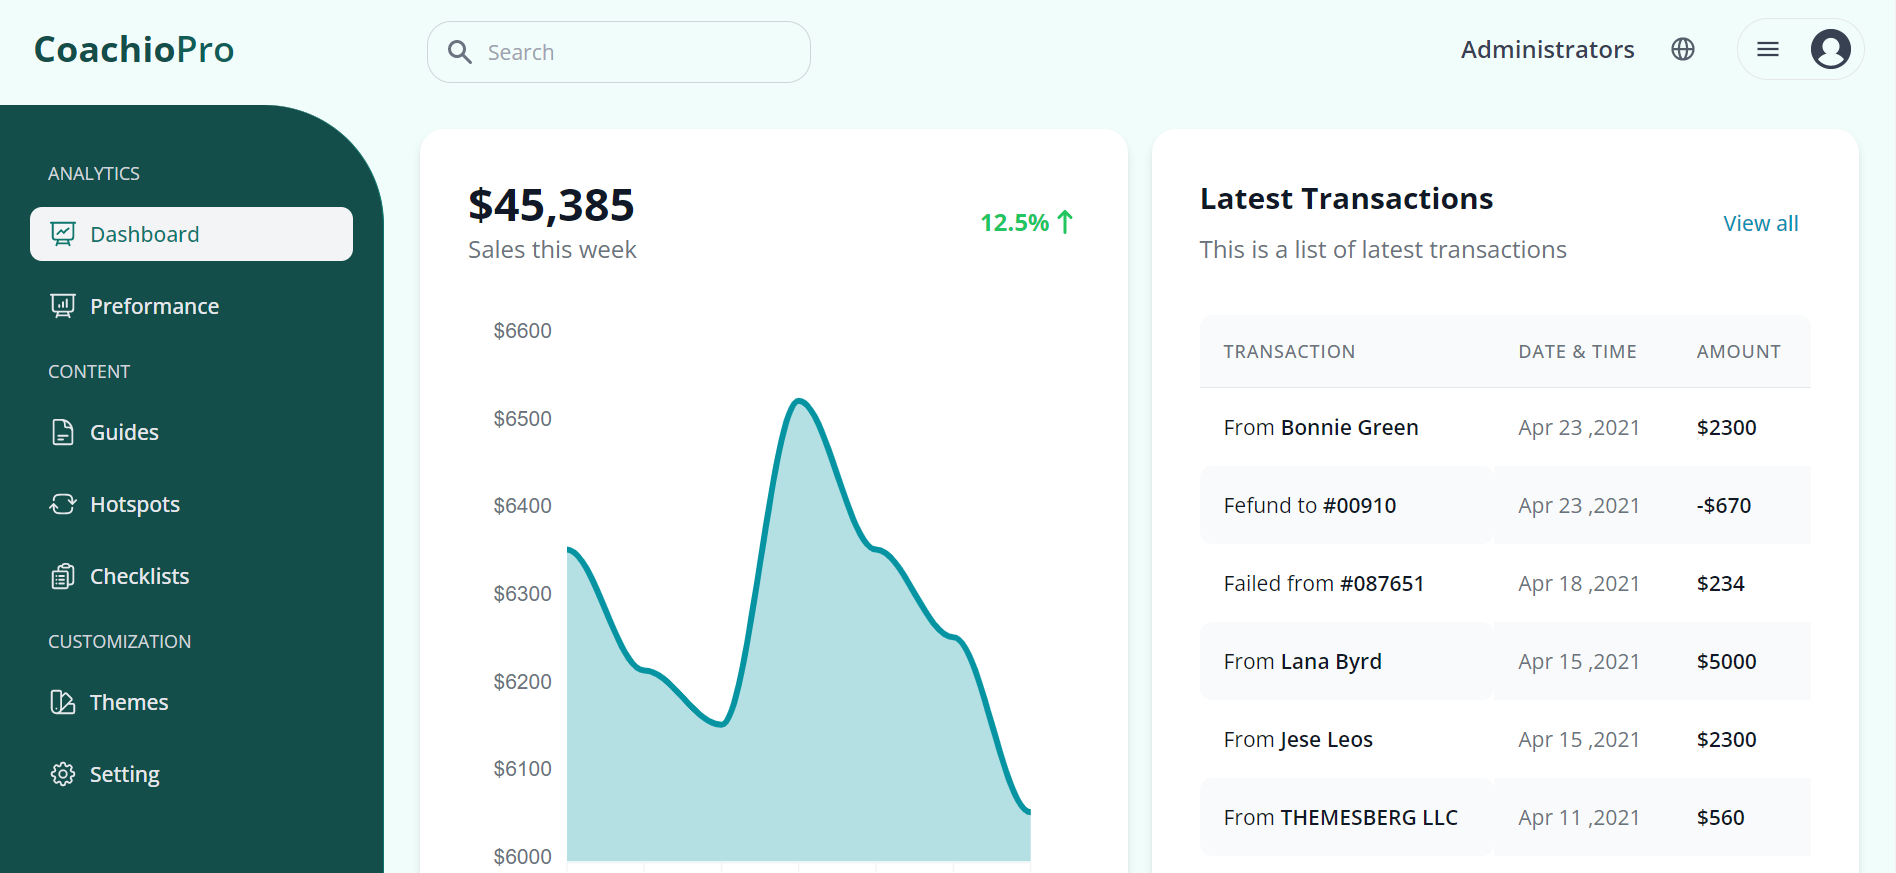 CoachioPro
Search
Administrators
ANALYTICS
Dashboard
Preformance
CONTENT
Guides
Hotspots
Checklists
CUSTOMIZATION
Themes
Setting
$45,385
Sales this week
12.5%
$6600
$6500
$6400
$6300
$6200
$6100
$6000
Latest Transactions
This is a list of latest transactions
View all
TRANSACTION DATE & TIME AMOUNT
From Bonnie Green Apr 23 ,2021 $2300
Fefund to #00910 Apr 23 ,2021 -$670
Failed from #087651 Apr 18 ,2021 $234
From Lana Byrd Apr 15 ,2021 $5000
From Jese Leos Apr 15 ,2021 $2300
From THEMESBERG LLC Apr 11 ,2021 $560